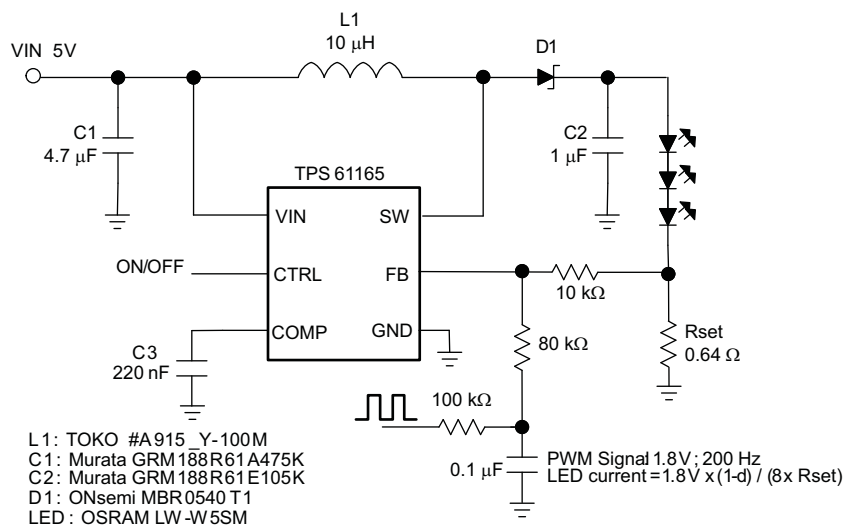 L1
10 μH
VIN 5V
D1
C1
4.7 μF
C2
1 μF
TPS 61165
VIN
SW
ON/OFF
CTRL
FB
10 kΩ
COMP
GND
C3
220 nF
80 kΩ
Rset
0.64 Ω
100 kΩ
0.1 μF
PWM Signal 1.8V; 200 Hz
LED current = 1.8V x (1-d) / (8x Rset)
L1: TOKO #A915_Y-100M
C1: Murata GRM188R61A475K
C2: Murata GRM188R61E105K
D1: ONsemi MBR0540T1
LED: OSRAM LW-W5SM